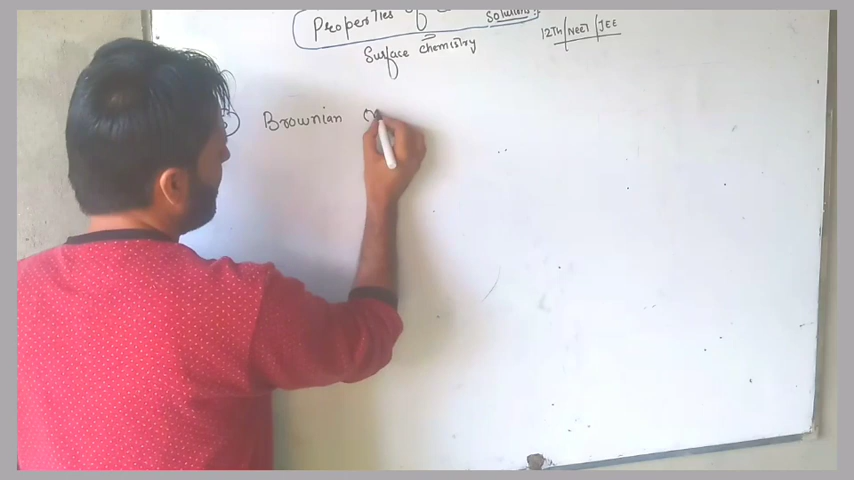 Properties of
Solutions
12Th/NEET/JEE
Surface chemistry
Brownian